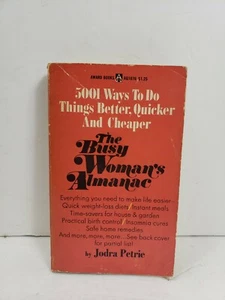 AWARD BOOKS
5001 Ways To Do
Things Better, Quicker
And Cheaper
The
Busy
Woman's
Almanac
Everything you need to make life easier
Quick weight-loss diets/Instant meals
Time-savers for house & garden
Practical birth control/Insomnia cures
Safe home remedies
And more, more, more... See back cover
for partial list!
by Jodra Petrie